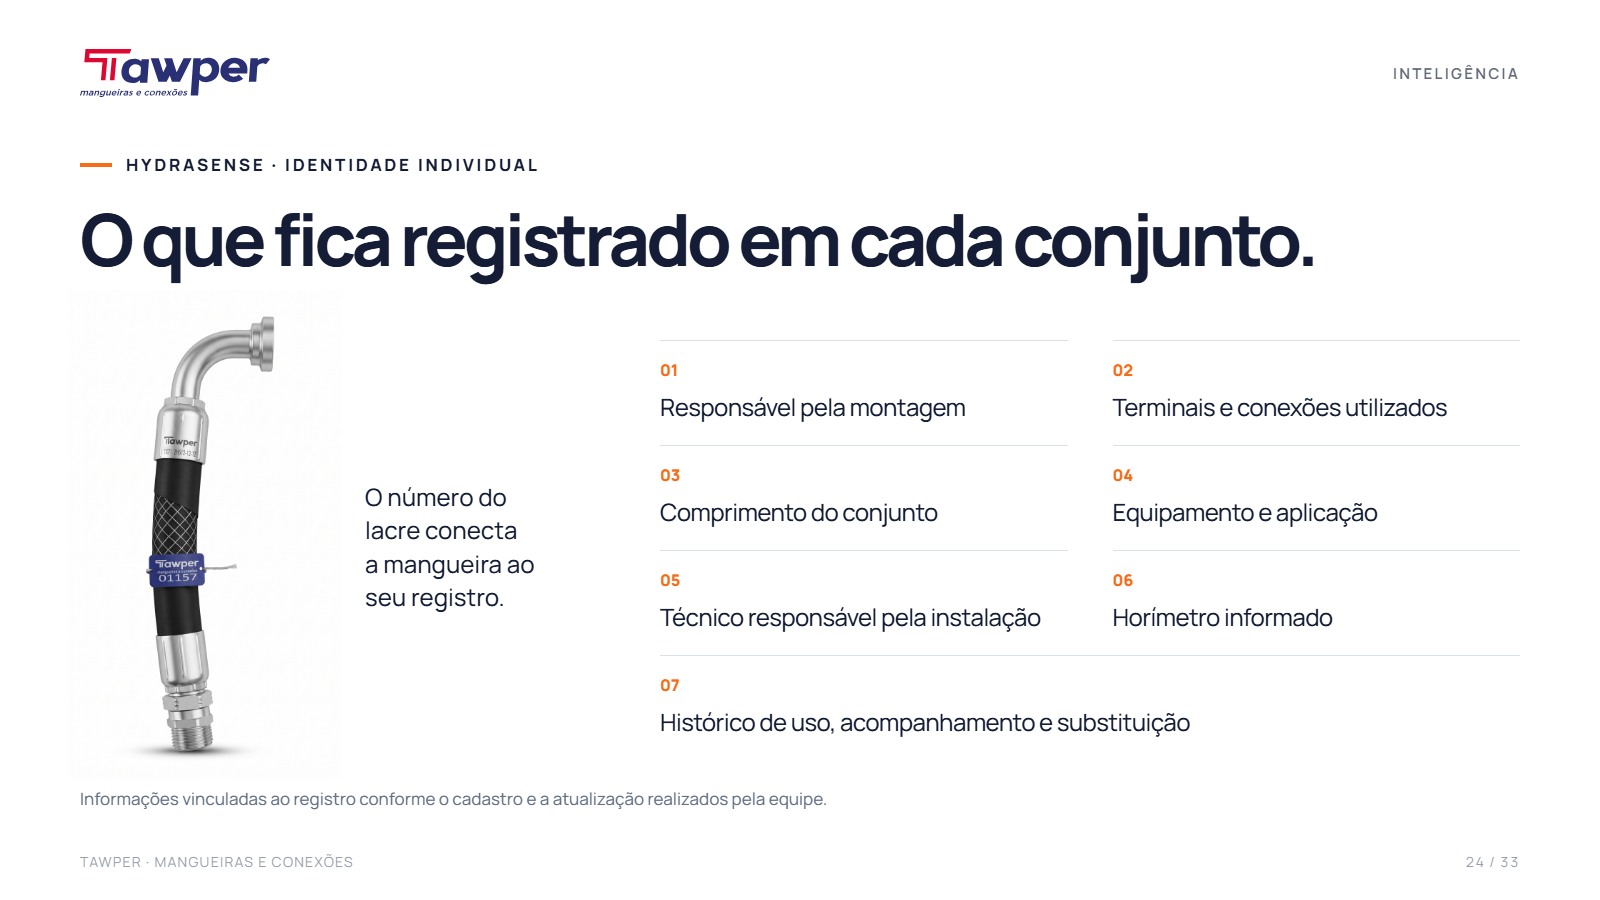 Tawper
mangueiras e conexões
INTELIGÊNCIA
HYDRASENSE · IDENTIDADE INDIVIDUAL
O que fica registrado em cada conjunto.
Tawper
Tawper
01157
O número do
lacre conecta
a mangueira ao
seu registro.
01
Responsável pela montagem
02
Terminais e conexões utilizados
03
Comprimento do conjunto
04
Equipamento e aplicação
05
Técnico responsável pela instalação
06
Horímetro informado
07
Histórico de uso, acompanhamento e substituição
Informações vinculadas ao registro conforme o cadastro e a atualização realizados pela equipe.
TAWPER · MANGUEIRAS E CONEXÕES
24 / 33